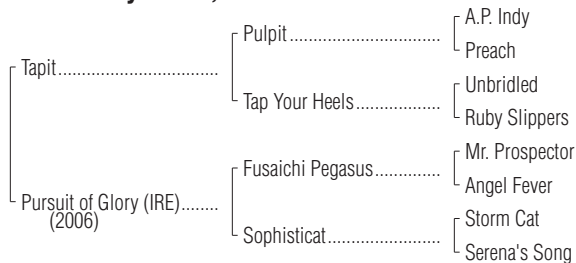 Pulpit
A.P. Indy
Preach
Tapit
Tap Your Heels
Unbridled
Ruby Slippers
Fusaichi Pegasus
Mr. Prospector
Angel Fever
Pursuit of Glory (IRE)
(2006)
Sophisticat
Storm Cat
Serena's Song